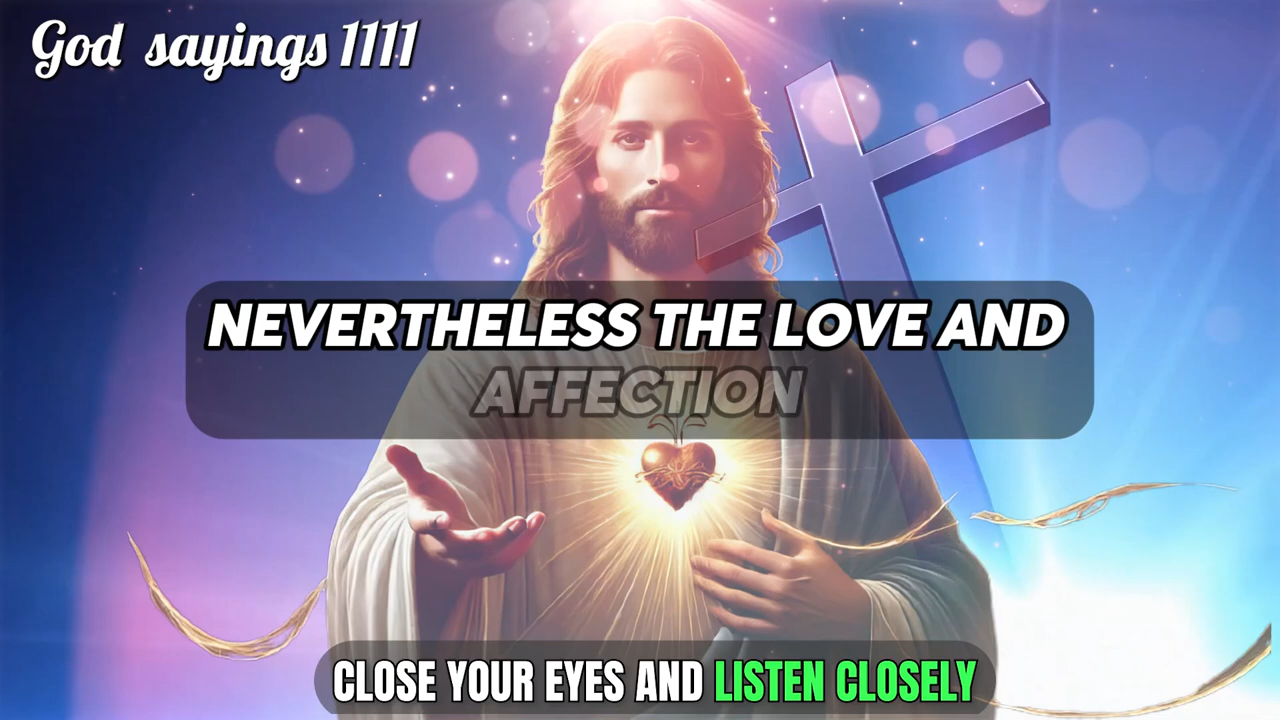 God sayings 1111
NEVERTHELESS THE LOVE AND
AFFECTION
CLOSE YOUR EYES AND LISTEN CLOSELY